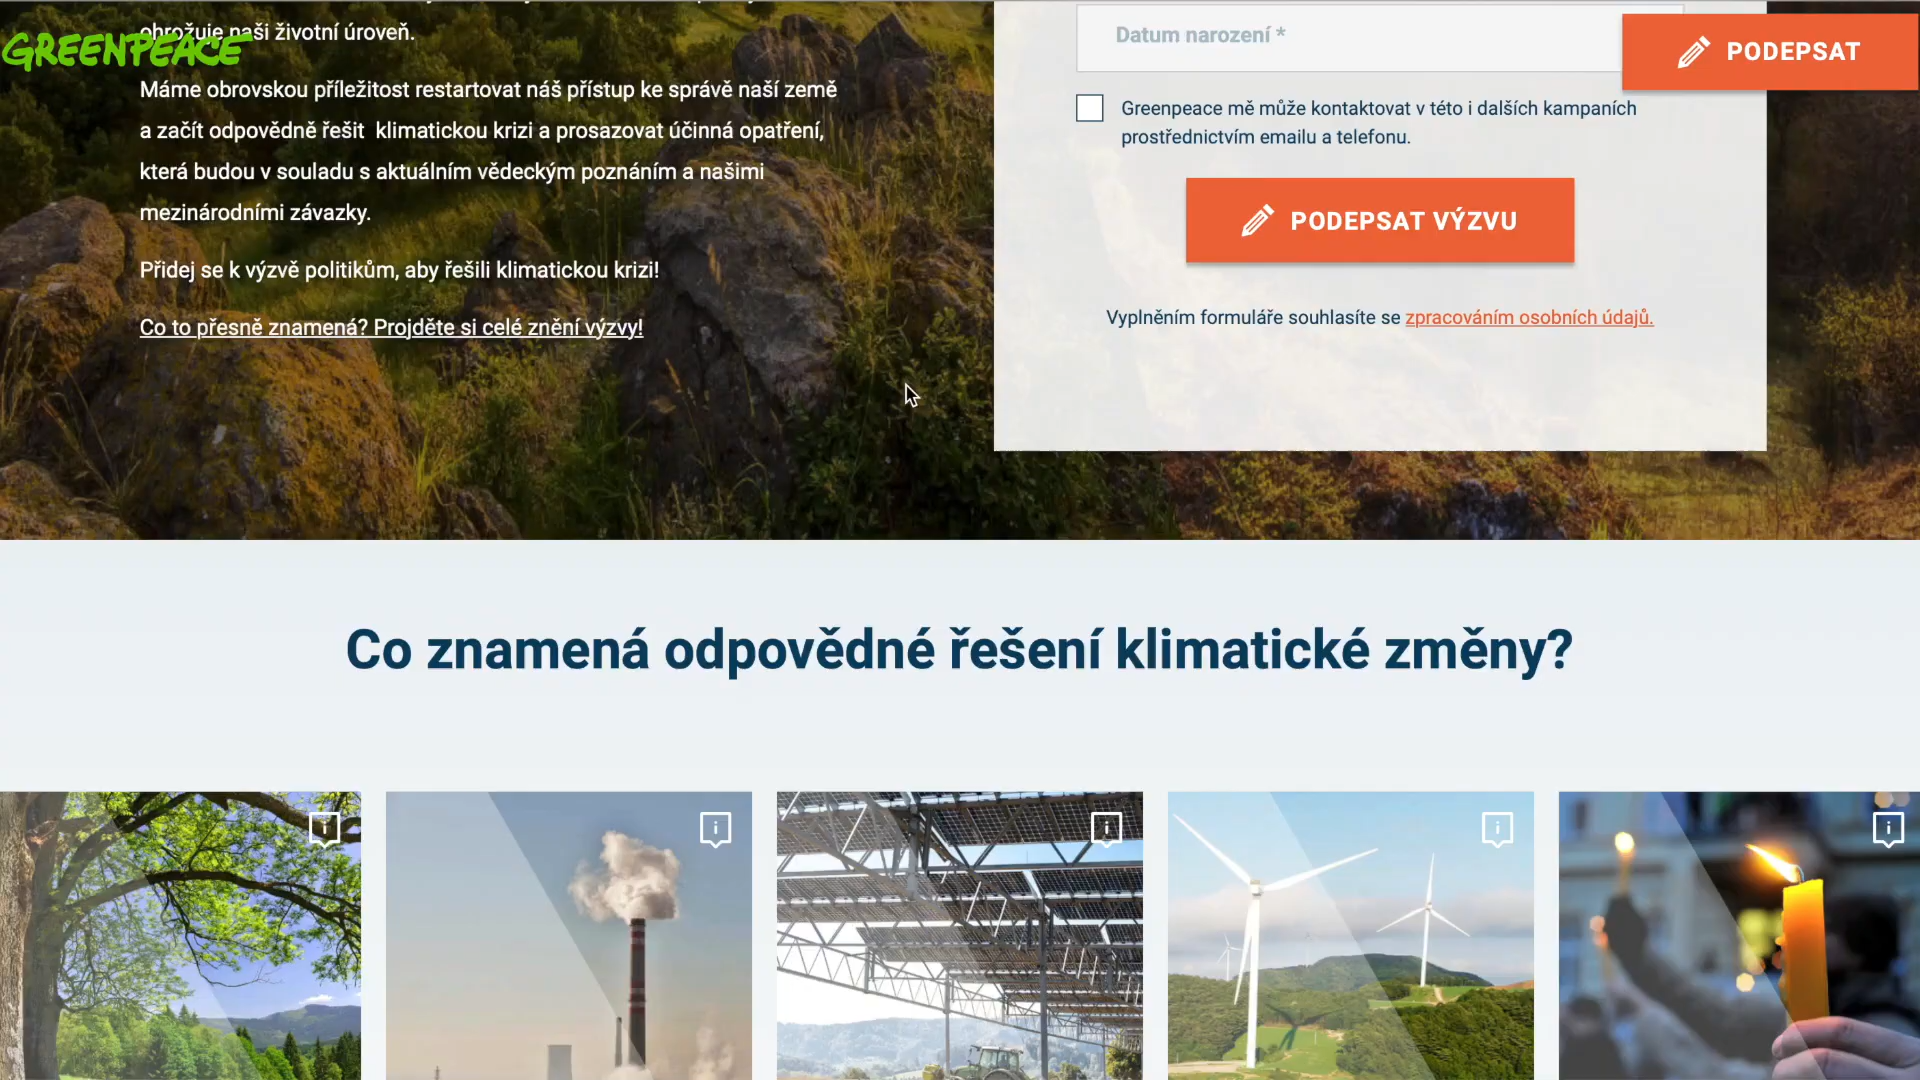 ohrožuje naši životní úroveň.
GREENPEACE
Máme obrovskou příležitost restartovat náš přístup ke správě naší země
a začít odpovědně řešit klimatickou krizi a prosazovat účinná opatření,
která budou v souladu s aktuálním vědeckým poznáním a našimi
mezinárodními závazky.
Přidej se k výzvě politikům, aby řešili klimatickou krizi!
Co to přesně znamená? Projděte si celé znění výzvy!
Datum narození *
PODEPSAT
Greenpeace mě může kontaktovat v této i dalších kampaních
prostřednictvím emailu a telefonu.
PODEPSAT VÝZVU
Vyplněním formuláře souhlasíte se zpracováním osobních údajů.
Co znamená odpovědné řešení klimatické změny?